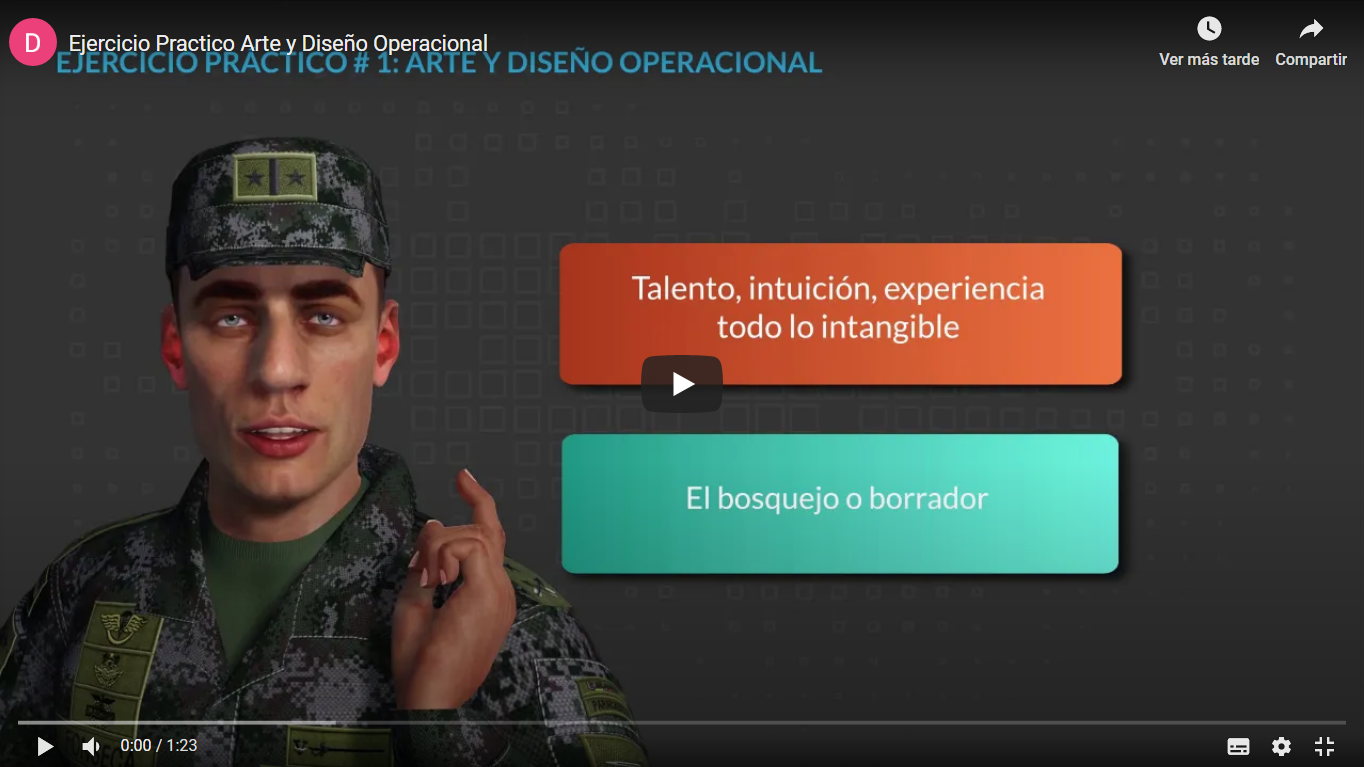 D
Ejercicio Practico Arte y Diseño Operacional
EJERCICIO PRÁCTICO # 1: ARTE Y DISEÑO OPERACIONAL
Ver más tarde
Compartir
Talento, intuición, experiencia
todo lo intangible
El bosquejo o borrador
0:00 / 1:23